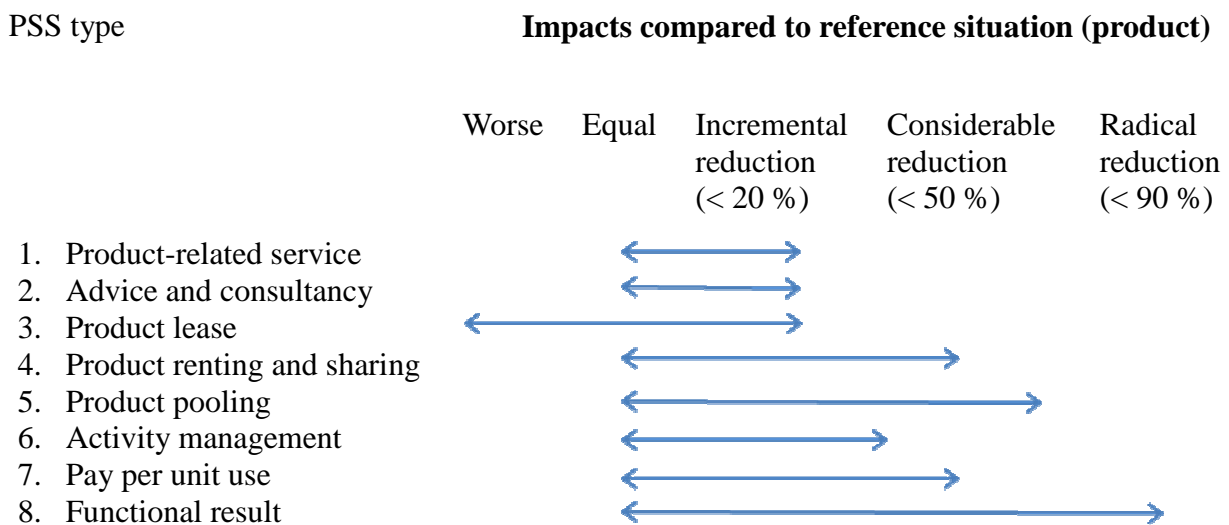 PSS type Impacts compared to reference situation (product)
Worse Equal Incremental Considerable Radical
reduction reduction reduction
(< 20 %) (< 50 %) (< 90 %)
1. Product-related service
2. Advice and consultancy
3. Product lease
4. Product renting and sharing
5. Product pooling
6. Activity management
7. Pay per unit use
8. Functional result